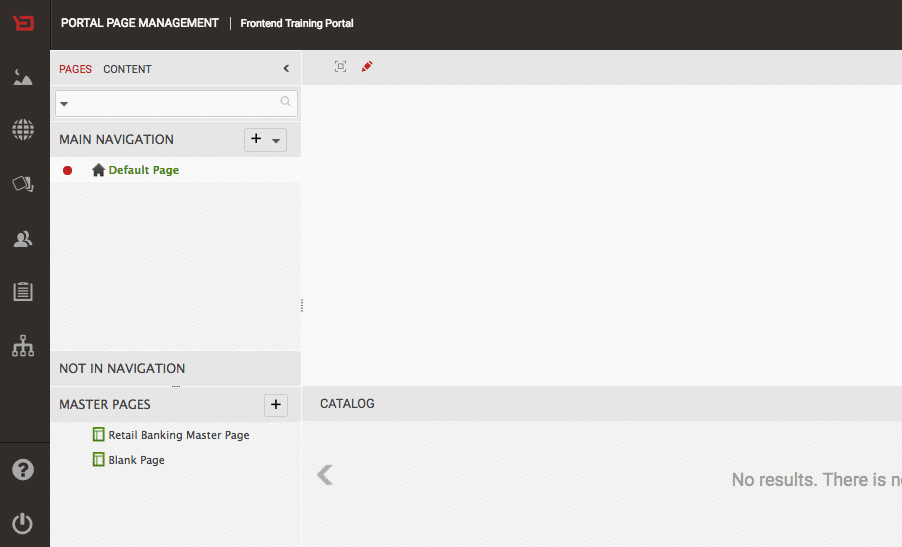 PORTAL PAGE MANAGEMENT | Frontend Training Portal
PAGES CONTENT
MAIN NAVIGATION
Default Page
NOT IN NAVIGATION
MASTER PAGES
Retail Banking Master Page
Blank Page
CATALOG
No results. There is